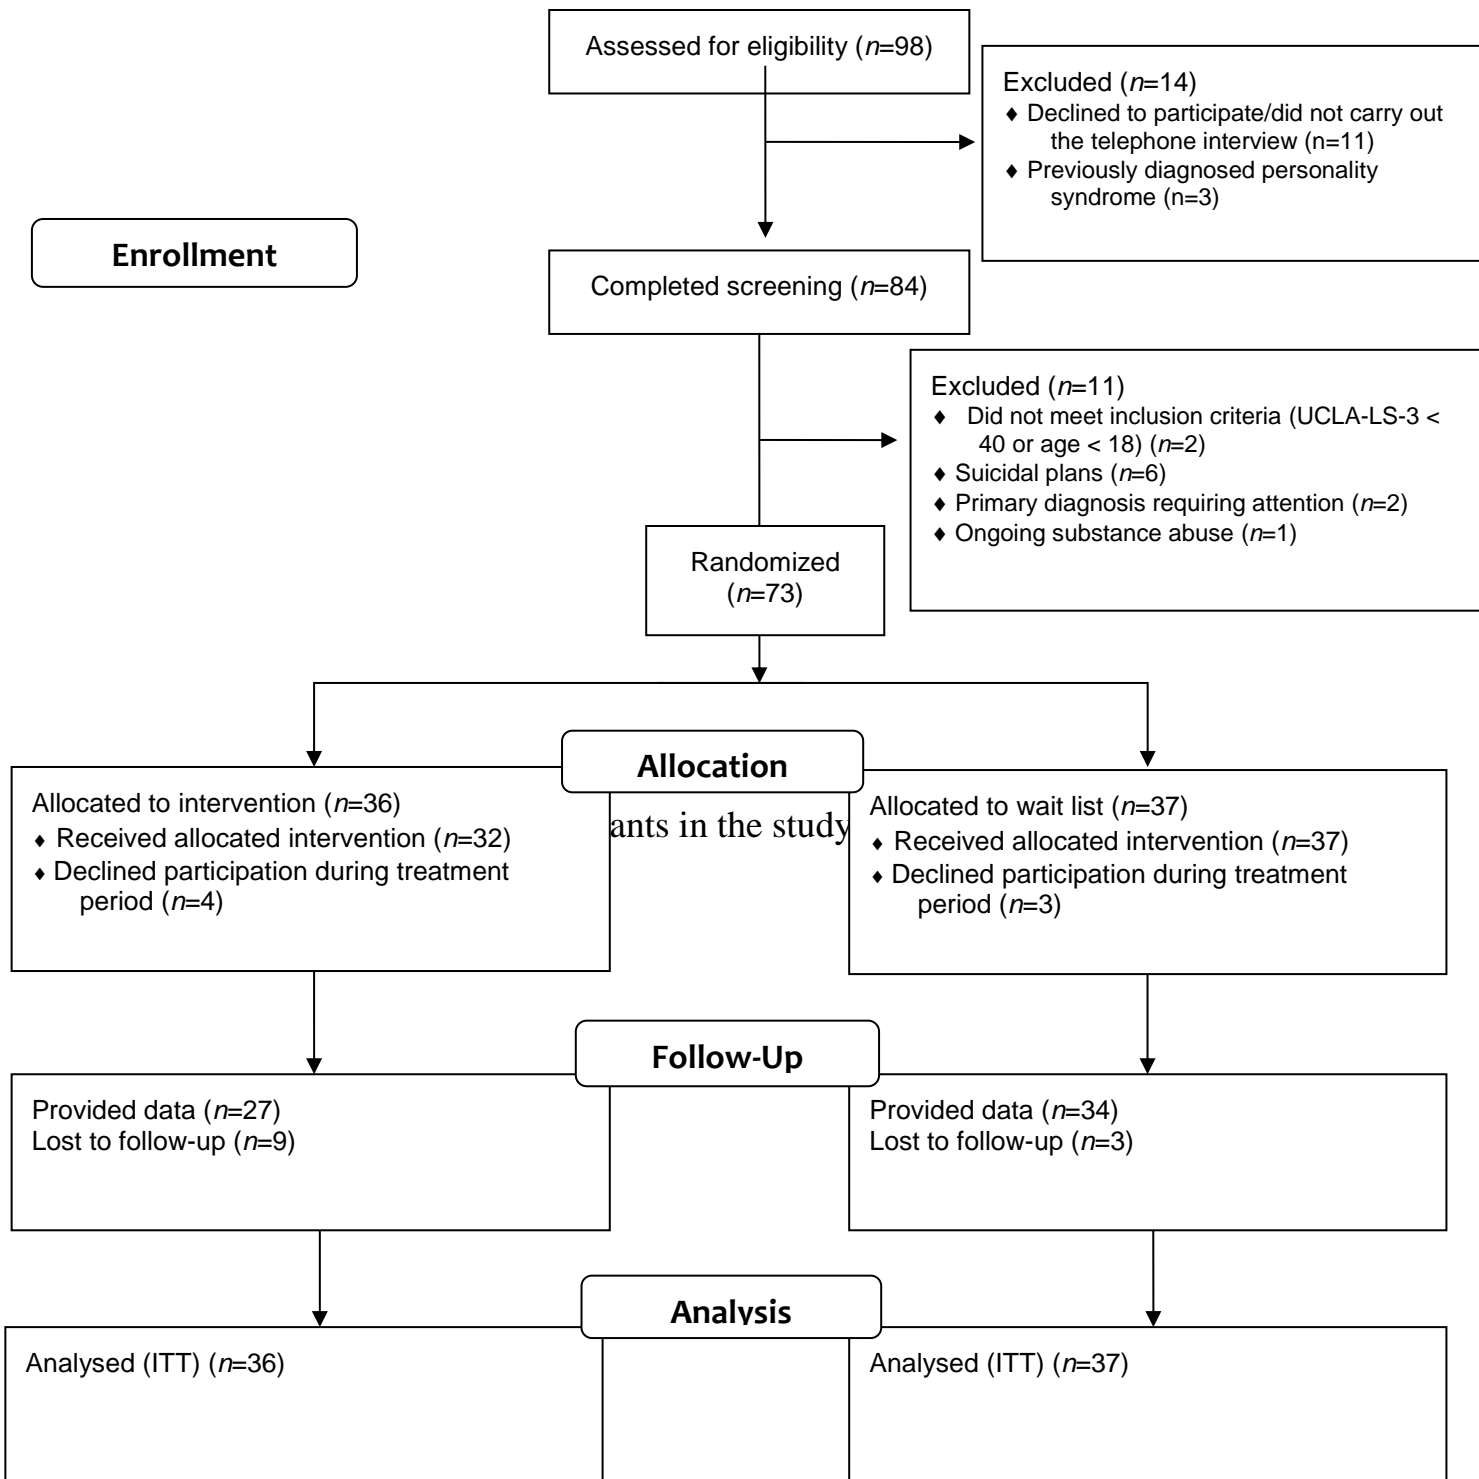 Assessed for eligibility (n=98)
Excluded (n=14)
♦ Declined to participate/did not carry out
the telephone interview (n=11)
♦ Previously diagnosed personality
syndrome (n=3)
Enrollment
Completed screening (n=84)
Excluded (n=11)
♦ Did not meet inclusion criteria (UCLA-LS-3 <
40 or age < 18) (n=2)
♦ Suicidal plans (n=6)
♦ Primary diagnosis requiring attention (n=2)
♦ Ongoing substance abuse (n=1)
Randomized
(n=73)
Allocation
Allocated to intervention (n=36)
♦ Received allocated intervention (n=32)
♦ Declined participation during treatment
period (n=4)
ants in the study
Allocated to wait list (n=37)
♦ Received allocated intervention (n=37)
♦ Declined participation during treatment
period (n=3)
Follow-Up
Provided data (n=27)
Lost to follow-up (n=9)
Provided data (n=34)
Lost to follow-up (n=3)
Analysis
Analysed (ITT) (n=36)
Analysed (ITT) (n=37)